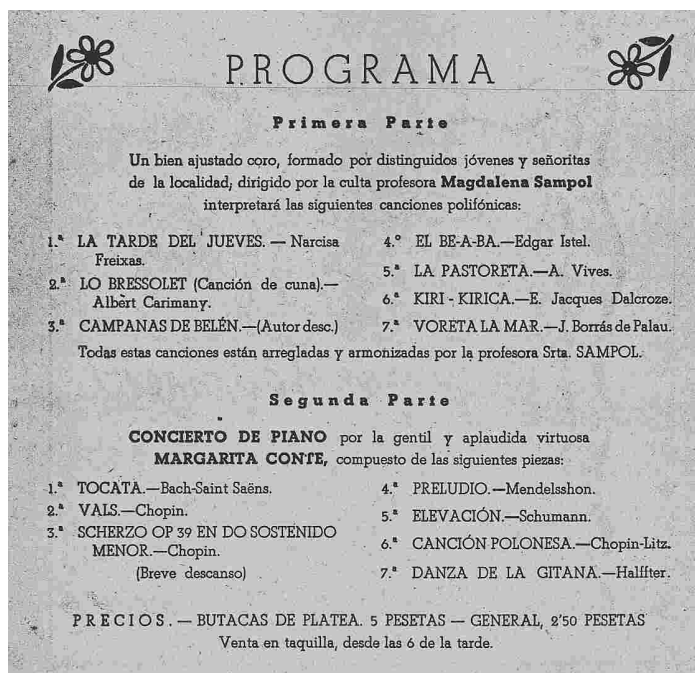 PROGRAMA
Primera Parte
Un bien ajustado coro, formado por distinguidos jóvenes y señoritas
de la localidad, dirigido por la culta profesora Magdalena Sampol
interpretará las siguientes canciones polifónicas:
1.ª LA TARDE DEL JUEVES. — Narcisa
Freixas.
2.ª LO BRESSOLET (Canción de cuna).—
Albèrt Carimany.
3.ª CAMPANAS DE BELÉN.—(Autor desc.)
4.º EL BE-A-BA.—Edgar Istel.
5.ª LA PASTORETA.—A. Vives.
6.ª KIRI - KIRICA.—E. Jacques Dalcroze.
7.ª VORETA LA MAR.—J. Borrás de Palau.
Todas estas canciones están arregladas y armonizadas por la profesora Srta. SAMPOL.
Segunda Parte
CONCIERTO DE PIANO por la gentil y aplaudida virtuosa
MARGARITA CONTE, compuesto de las siguientes piezas:
1.ª TOCATA.—Bach-Saint Saëns.
2.ª VALS.—Chopin.
3.ª SCHERZO OP 39 EN DO SOSTENIDO
MENOR.—Chopin.
(Breve descanso)
4.ª PRELUDIO.—Mendelsshon.
5.ª ELEVACIÓN.—Schumann.
6.ª CANCIÓN POLONESA.—Chopin-Litz.
7.ª DANZA DE LA GITANA.—Halffter.
PRECIOS. — BUTACAS DE PLATEA. 5 PESETAS — GENERAL, 2'50 PESETAS
Venta en taquilla, desde las 6 de la tarde.